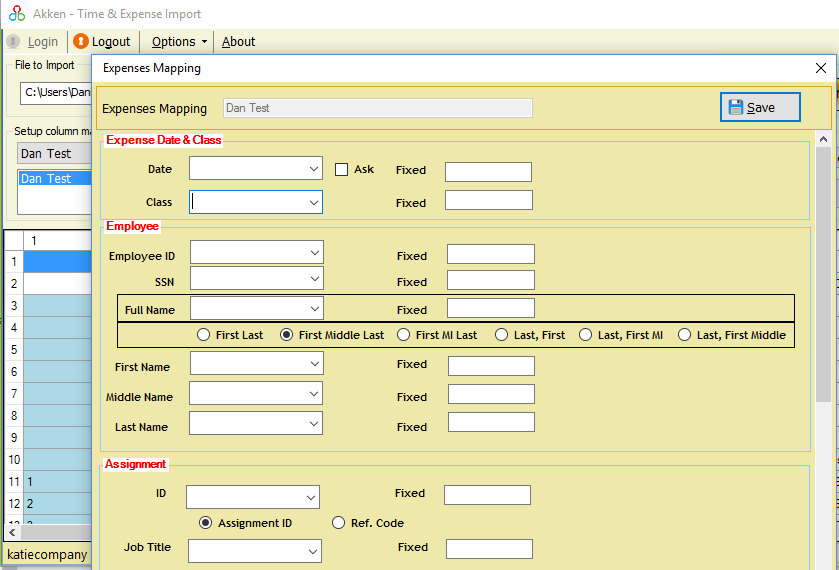 Akken - Time & Expense Import
Login Logout Options About
File to Import
C:\Users\Dan
Setup column ma
Dan Test
Dan Test
1
1
2
3
4
5
6
7
8
9
10
11 1
12 2
katiecompany
Expenses Mapping
Expenses Mapping Dan Test Save
Expense Date & Class
Date Ask Fixed
Class Fixed
Employee
Employee ID Fixed
SSN Fixed
Full Name Fixed
First Last First Middle Last First MI Last Last, First Last, First MI Last, First Middle
First Name Fixed
Middle Name Fixed
Last Name Fixed
Assignment
ID Fixed
Assignment ID Ref. Code
Job Title Fixed